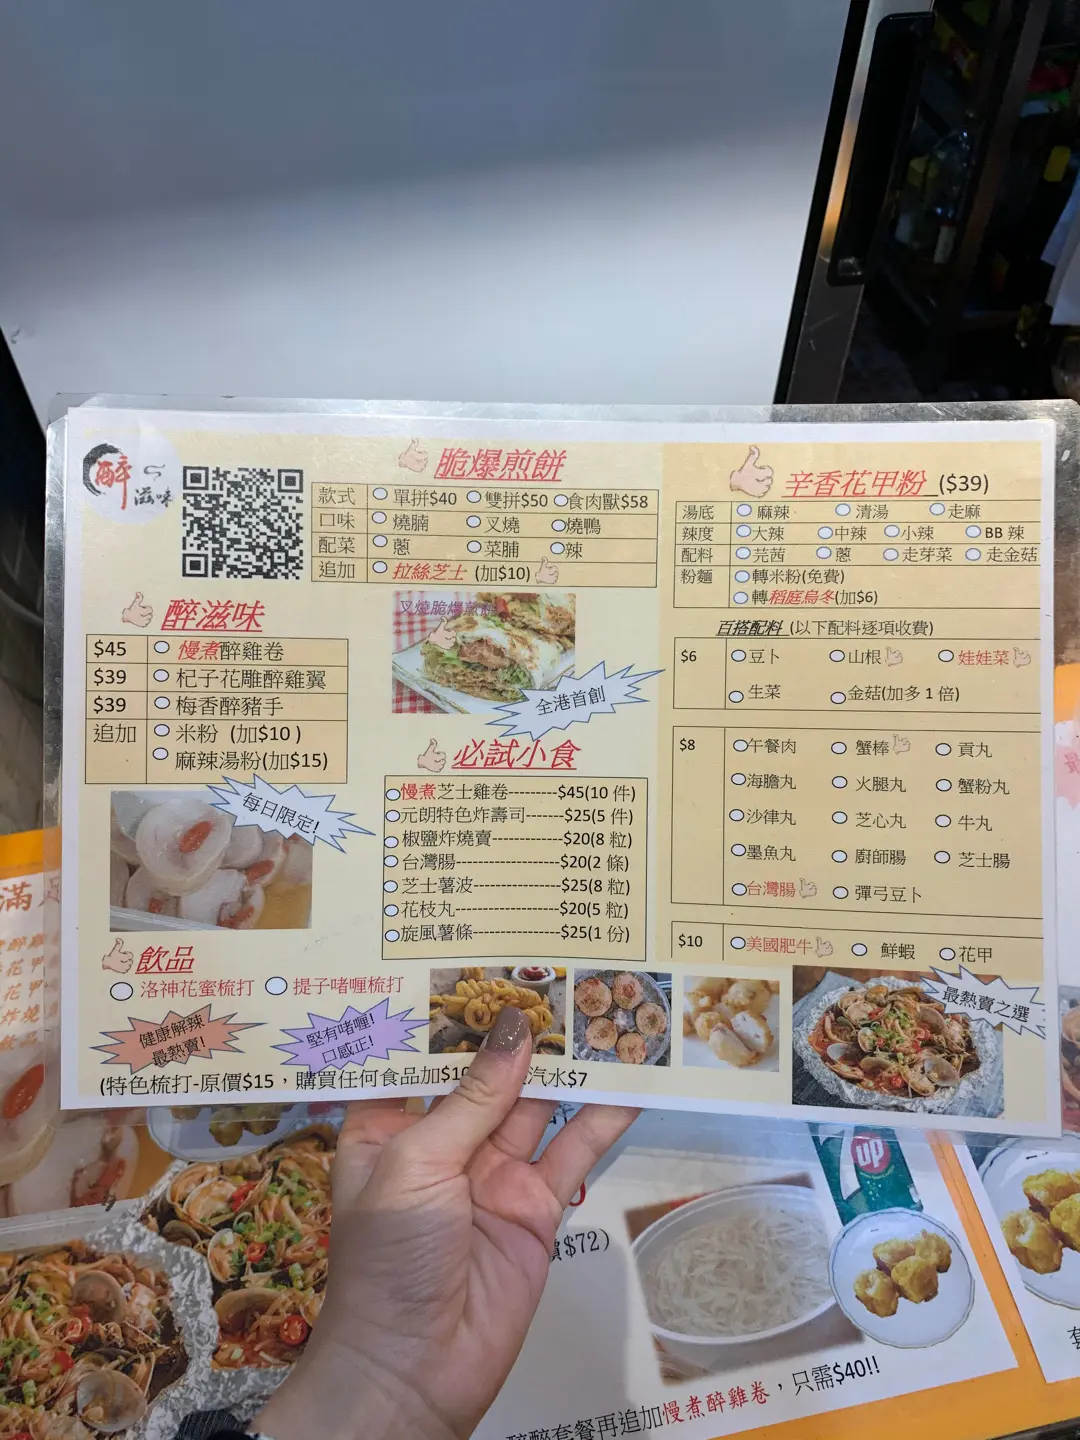 醉
滋味
脆爆煎餅
款式 單拼$40 雙拼$50 食肉獸$58
口味 燒腩 叉燒 燒鴨
配菜 蔥 菜脯 辣
追加 拉絲芝士 (加$10)
叉燒脆爆煎餅
全港首創
醉滋味
$45 慢煮醉雞卷
$39 杞子花雕醉雞翼
$39 梅香醉豬手
追加 米粉 (加$10)
麻辣湯粉(加$15)
每日限定!
必試小食
慢煮芝士雞卷---------$45(10 件)
元朗特色炸壽司-------$25(5 件)
椒鹽炸燒賣-------------$20(8 粒)
台灣腸------------------$20(2 條)
芝士薯波---------------$25(8 粒)
花枝丸------------------$20(5 粒)
旋風薯條---------------$25(1 份)
飲品
洛神花蜜梳打 提子啫喱梳打
健康解辣
最熱賣!
堅有啫喱!
口感正!
(特色梳打-原價$15，購買任何食品加$10
汽水$7
辛香花甲粉 ($39)
湯底 麻辣 清湯 走麻
辣度 大辣 中辣 小辣 BB 辣
配料 芫茜 蔥 走芽菜 走金菇
粉麵 轉米粉(免費)
轉稻庭烏冬(加$6)
百搭配料 (以下配料逐項收費)
$6 豆卜 山根 娃娃菜
生菜 金菇(加多 1 倍)
$8 午餐肉 蟹棒 貢丸
海膽丸 火腿丸 蟹粉丸
沙律丸 芝心丸 牛丸
墨魚丸 廚師腸 芝士腸
台灣腸 彈弓豆卜
$10 美國肥牛 鮮蝦 花甲
最熱賣之選
滿足
up
$72)
醉套餐再追加慢煮醉雞卷，只需$40!!